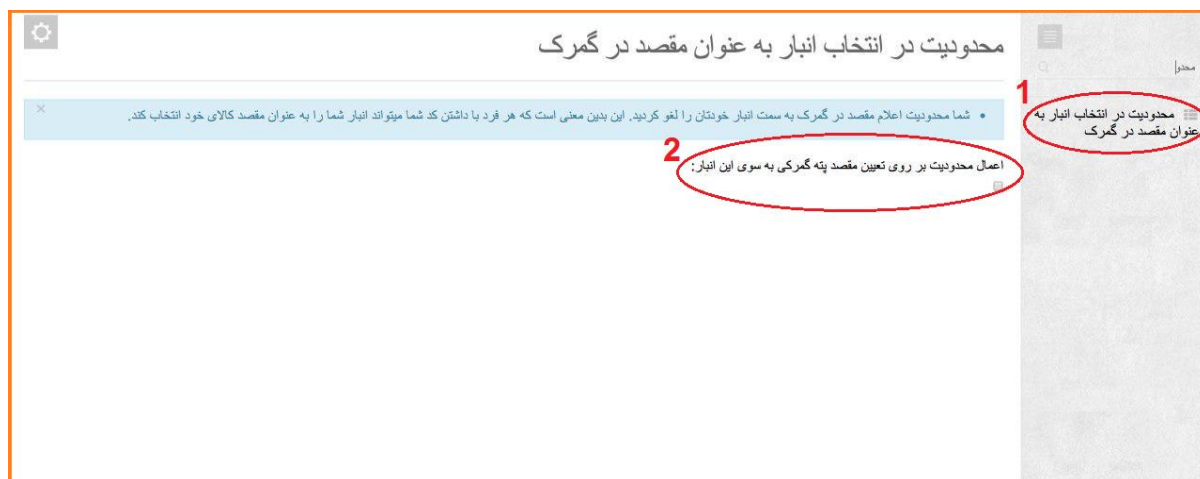 محدودیت در انتخاب انبار به عنوان مقصد در گمرک
محدو
1
محدودیت در انتخاب انبار به
عنوان مقصد در گمرک
شما محدودیت اعلام مقصد در گمرک به سمت انبار خودتان را لغو کردید. این بدین معنی است که هر فرد با داشتن کد شما میتواند انبار شما را به عنوان مقصد کالای خود انتخاب کند.
2
اعمال محدودیت بر روی تعیین مقصد پته گمرکی به سوی این انبار: